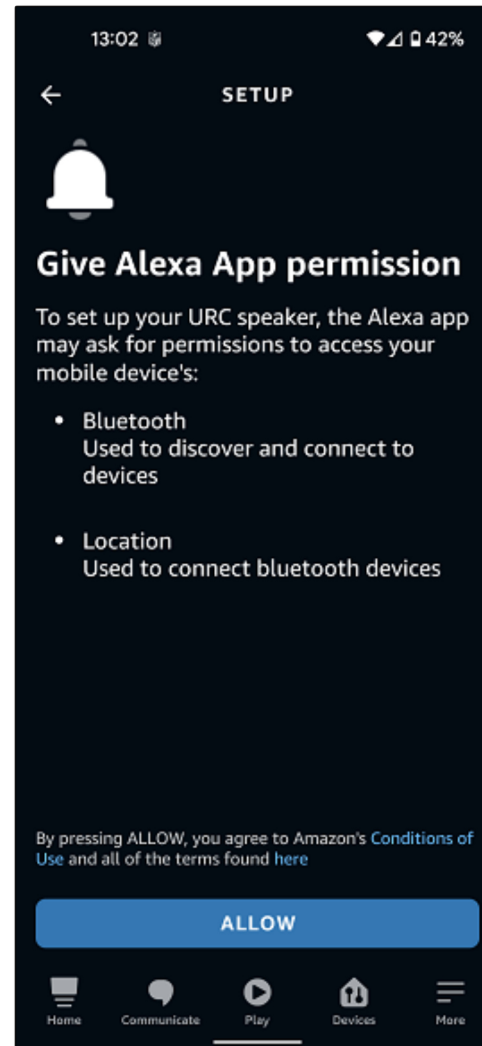 13:02 42%
SETUP
Give Alexa App permission
To set up your URC speaker, the Alexa app
may ask for permissions to access your
mobile device's:
• Bluetooth
Used to discover and connect to
devices
• Location
Used to connect bluetooth devices
By pressing ALLOW, you agree to Amazon's Conditions of
Use and all of the terms found here
ALLOW
Home Communicate Play Devices More